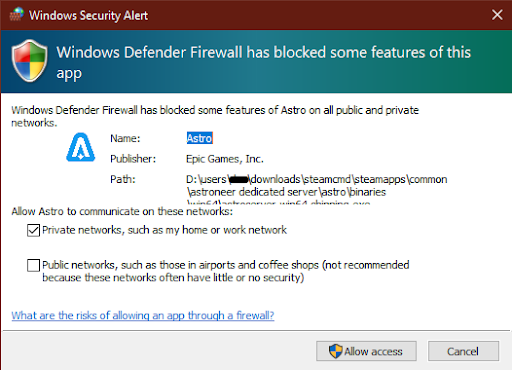 Windows Security Alert
Windows Defender Firewall has blocked some features of this
app
Windows Defender Firewall has blocked some features of Astro on all public and private
networks.
Name: Astro
Publisher: Epic Games, Inc.
Path: D:\users\ \downloads\steamcmd\steamapps\common
\astroneer dedicated server\astro\binaries
Allow Astro to communicate on these networks:
Private networks, such as my home or work network
Public networks, such as those in airports and coffee shops (not recommended
because these networks often have little or no security)
What are the risks of allowing an app through a firewall?
Allow access Cancel